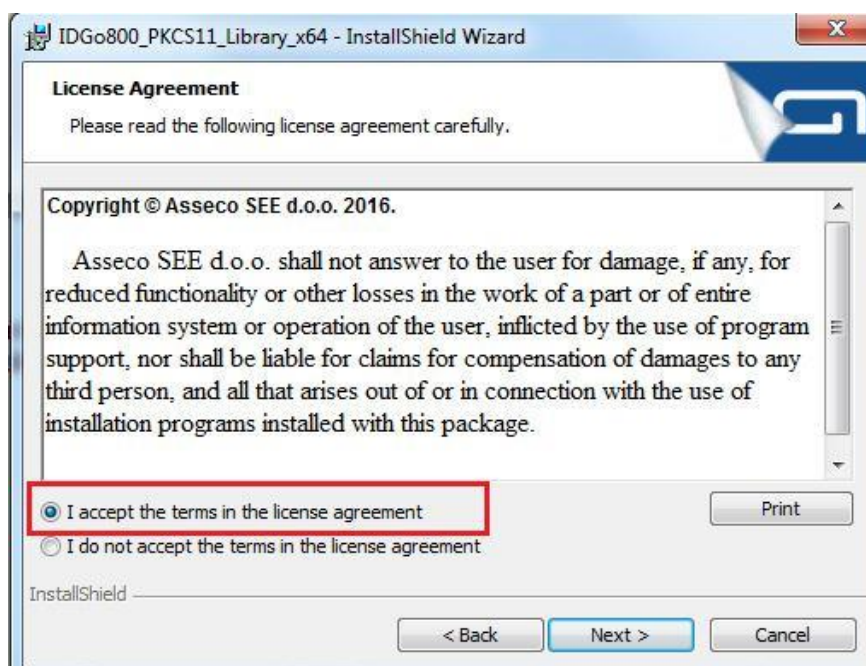 IDGo800_PKCS11_Library_x64 - InstallShield Wizard
License Agreement
Please read the following license agreement carefully.
Copyright © Asseco SEE d.o.o. 2016.
Asseco SEE d.o.o. shall not answer to the user for damage, if any, for
reduced functionality or other losses in the work of a part or of entire
information system or operation of the user, inflicted by the use of program
support, nor shall be liable for claims for compensation of damages to any
third person, and all that arises out of or in connection with the use of
installation programs installed with this package.
I accept the terms in the license agreement
Print
I do not accept the terms in the license agreement
InstallShield
< Back
Next >
Cancel